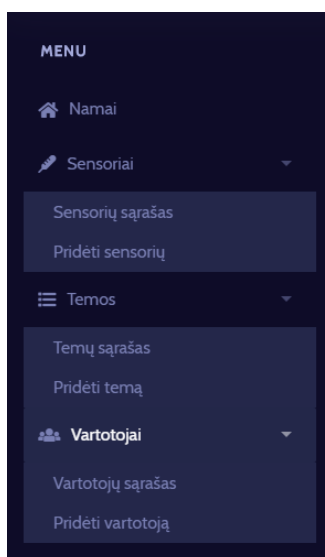 MENU
Namai
Sensoriai
Sensorių sąrašas
Pridėti sensorių
Temos
Temų sąrašas
Pridėti temą
Vartotojai
Vartotojų sąrašas
Pridėti vartotoją